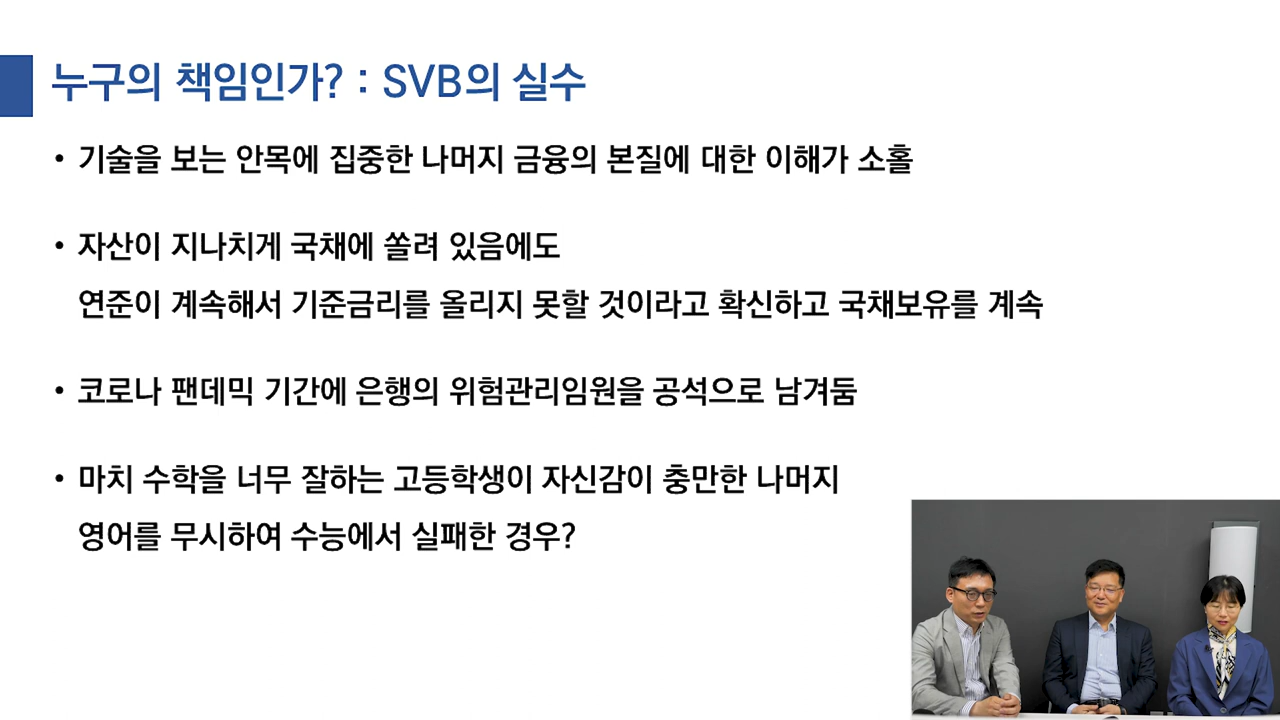 누구의 책임인가? : SVB의 실수
• 기술을 보는 안목에 집중한 나머지 금융의 본질에 대한 이해가 소홀
• 자산이 지나치게 국채에 쏠려 있음에도
연준이 계속해서 기준금리를 올리지 못할 것이라고 확신하고 국채보유를 계속
• 코로나 팬데믹 기간에 은행의 위험관리임원을 공석으로 남겨둠
• 마치 수학을 너무 잘하는 고등학생이 자신감이 충만한 나머지
영어를 무시하여 수능에서 실패한 경우?